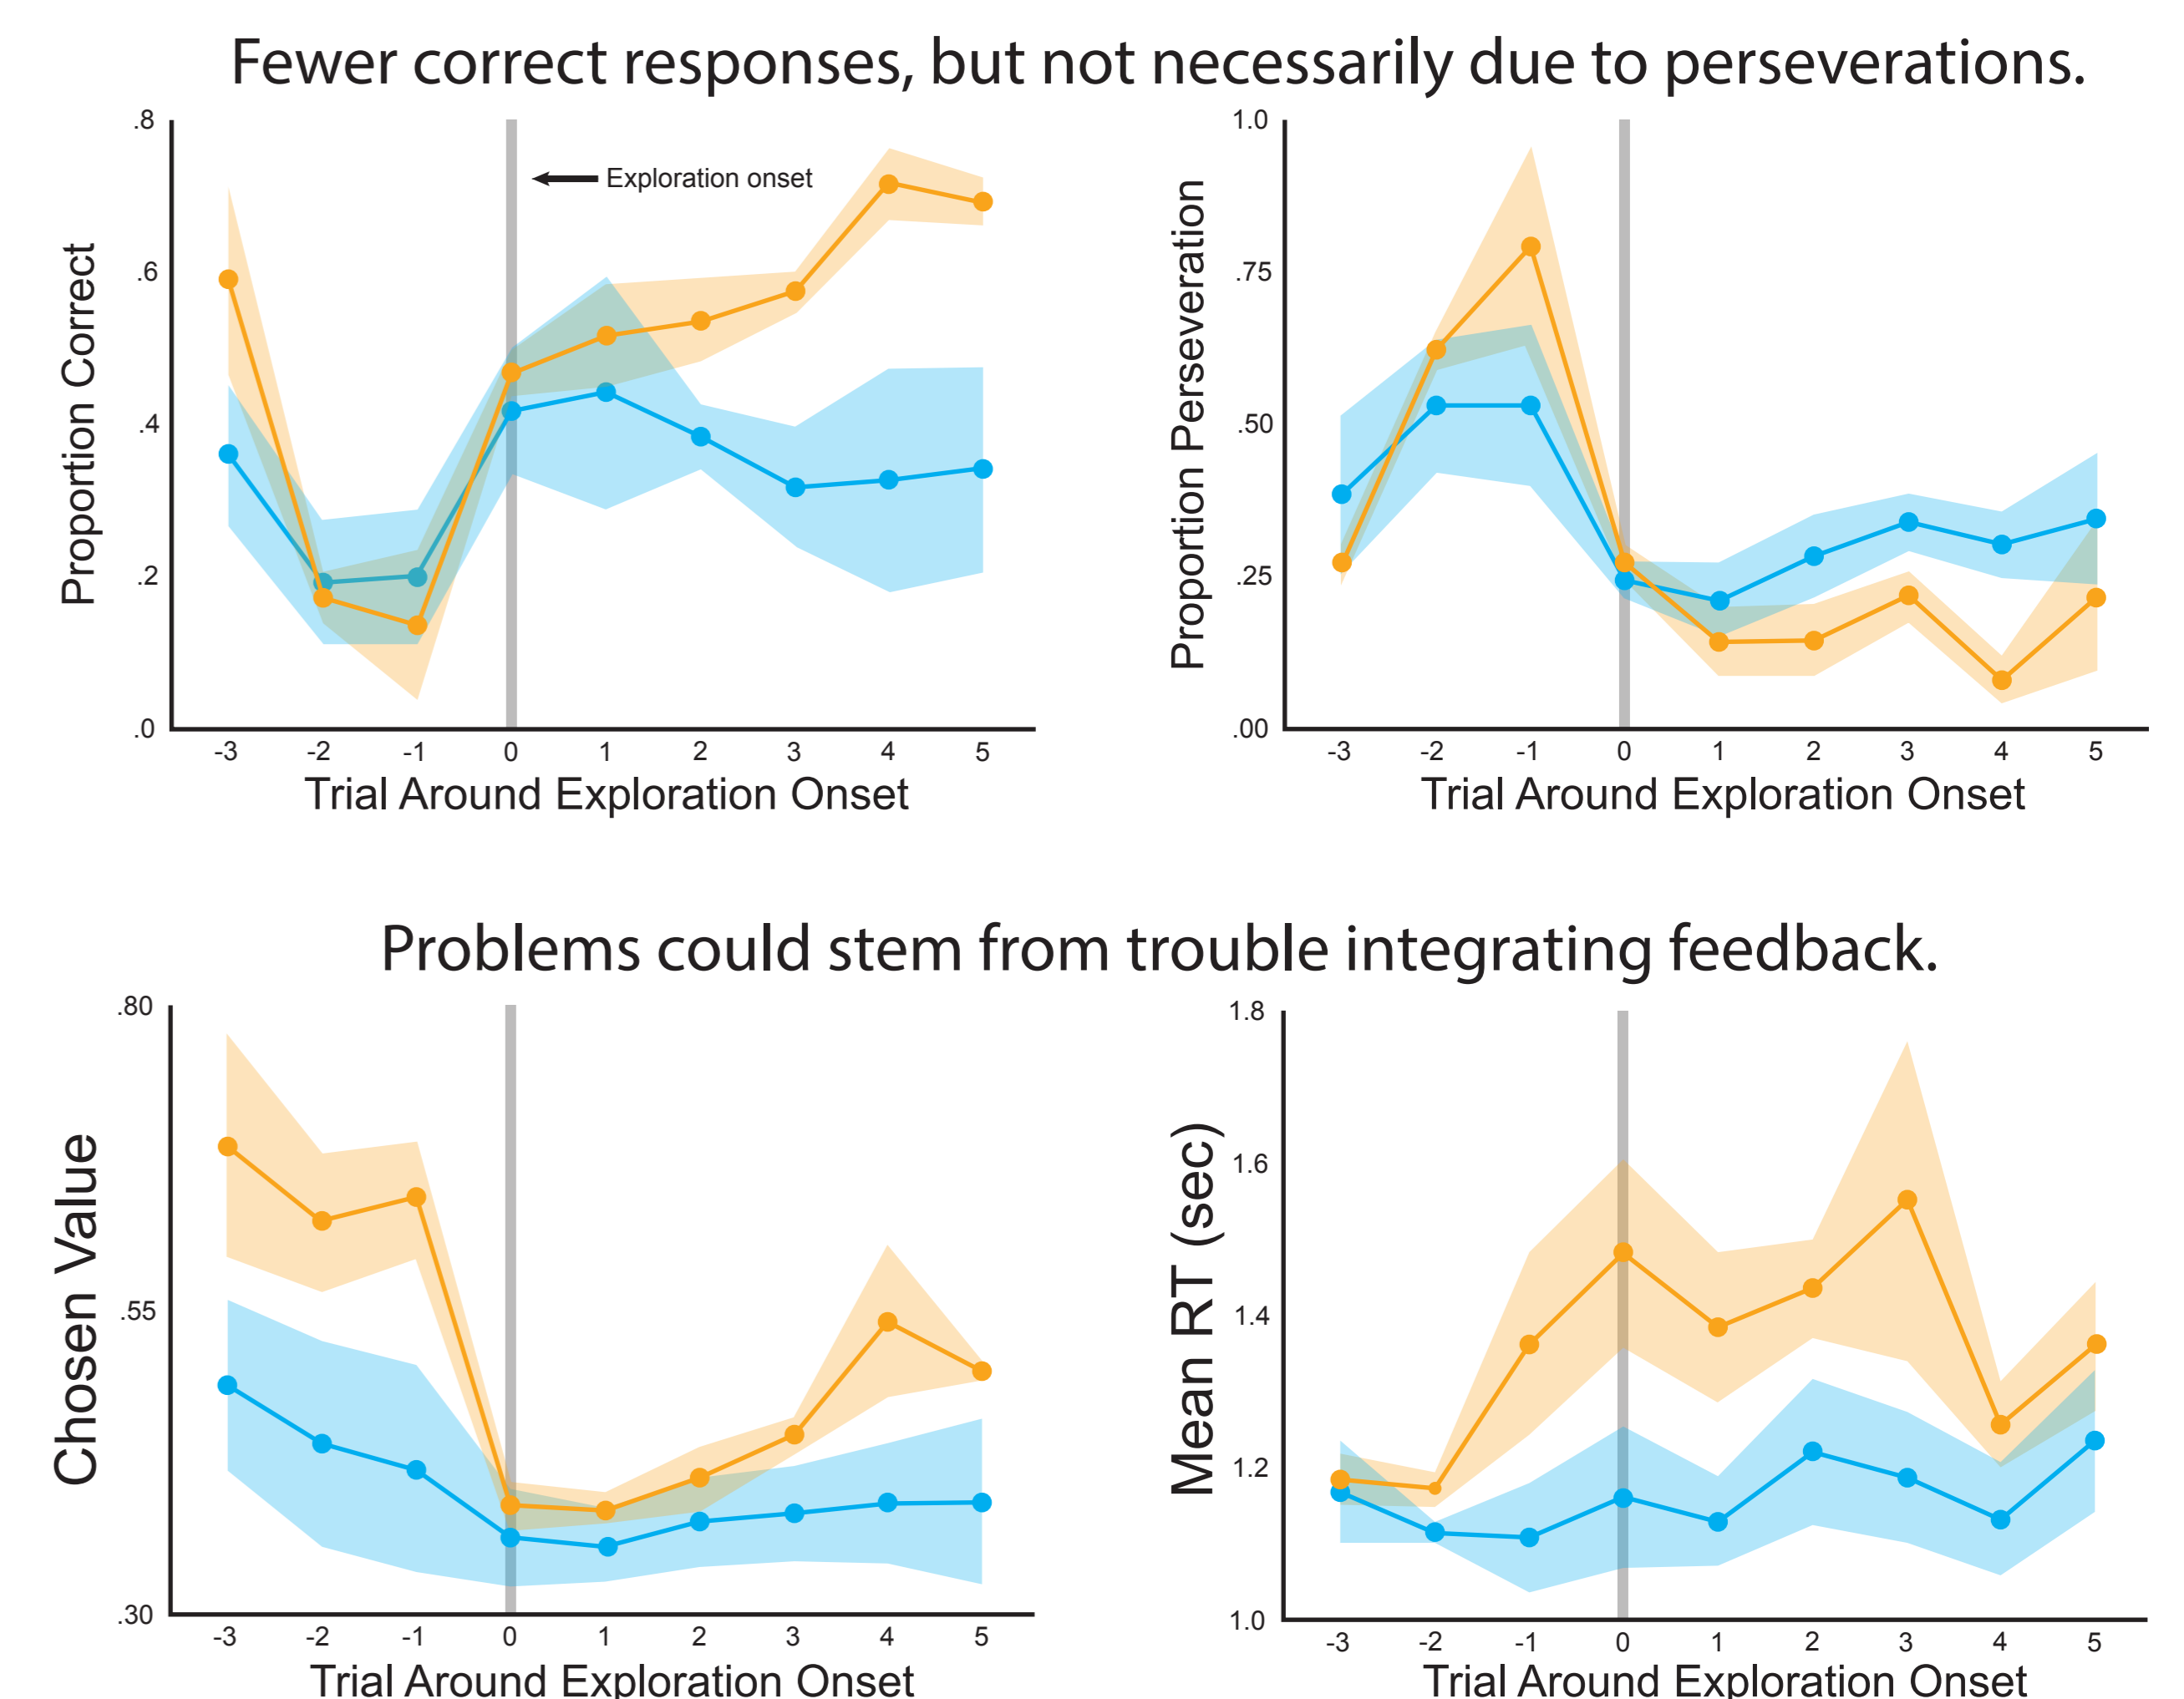 Fewer correct responses, but not necessarily due to perseverations.
.8
.6
.4
.2
.0
Proportion Correct
Exploration onset
-3 -2 -1 0 1 2 3 4 5
Trial Around Exploration Onset
1.0
.75
.50
.25
.00
Proportion Perseveration
-3 -2 -1 0 1 2 3 4 5
Trial Around Exploration Onset
Problems could stem from trouble integrating feedback.
.80
.55
.30
Chosen Value
-3 -2 -1 0 1 2 3 4 5
Trial Around Exploration Onset
1.8
1.6
1.4
1.2
1.0
Mean RT (sec)
-3 -2 -1 0 1 2 3 4 5
Trial Around Exploration Onset